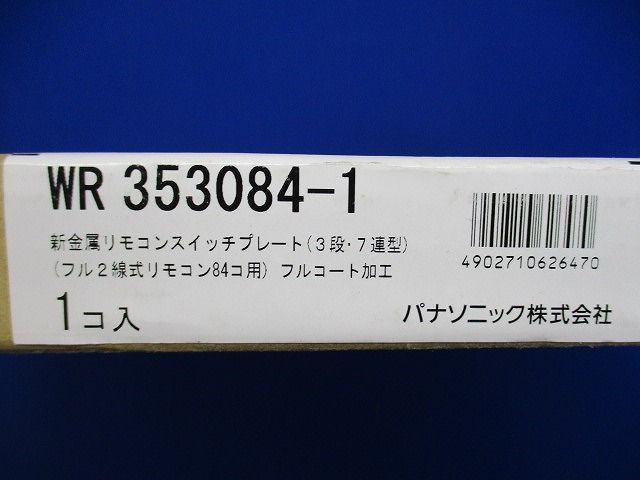 WR 353084-1
新金属リモコンスイッチプレート(3段・7連型)
(フル2線式リモコン84コ用) フルコート加工
1コ入
4902710626470
パナソニック株式会社